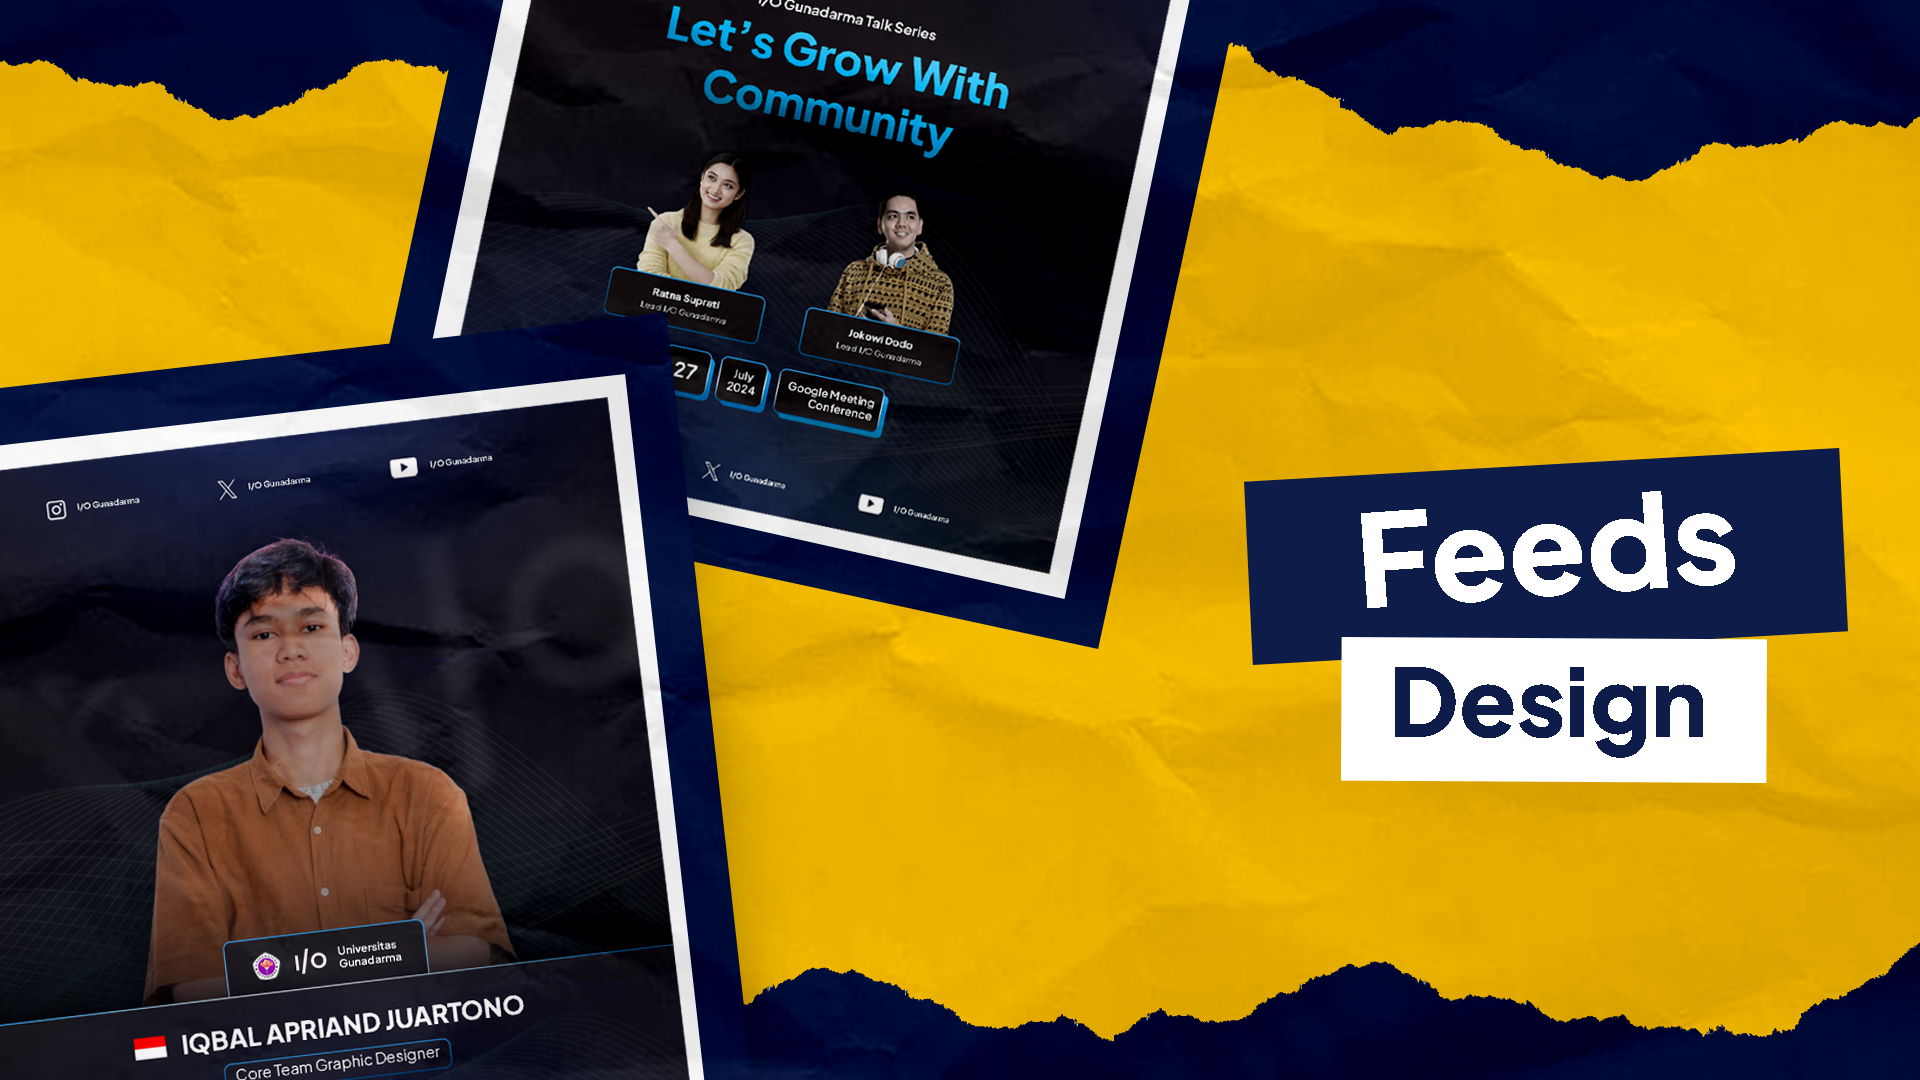 I/O Gunadarma Talk Series
Let's Grow With
Community
Ratna Suprati
Lead I/O Gunadarma
Jokowi Dodo
Lead I/O Gunadarma
27
July
2024
Google Meeting
Conference
I/O Gunadarma
I/O Gunadarma
I/O Gunadarma
I/O Gunadarma
I/O Gunadarma
I/O
Universitas
Gunadarma
IQBAL APRIAND JUARTONO
Core Team Graphic Designer
Feeds
Design